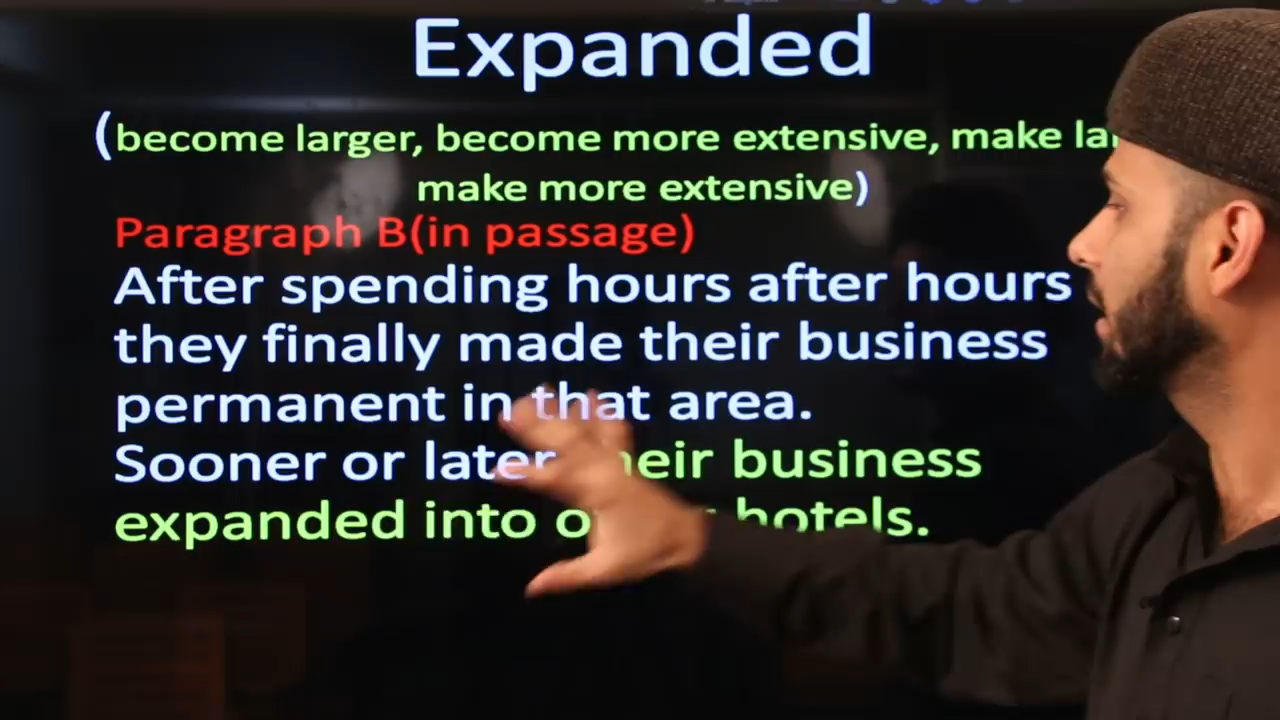 Expanded
(become larger, become more extensive, make
make more extensive)
Paragraph B(in passage)
After spending hours after hours
they finally made their business
permanent in that area.
Sooner or later business
expanded into hotels.